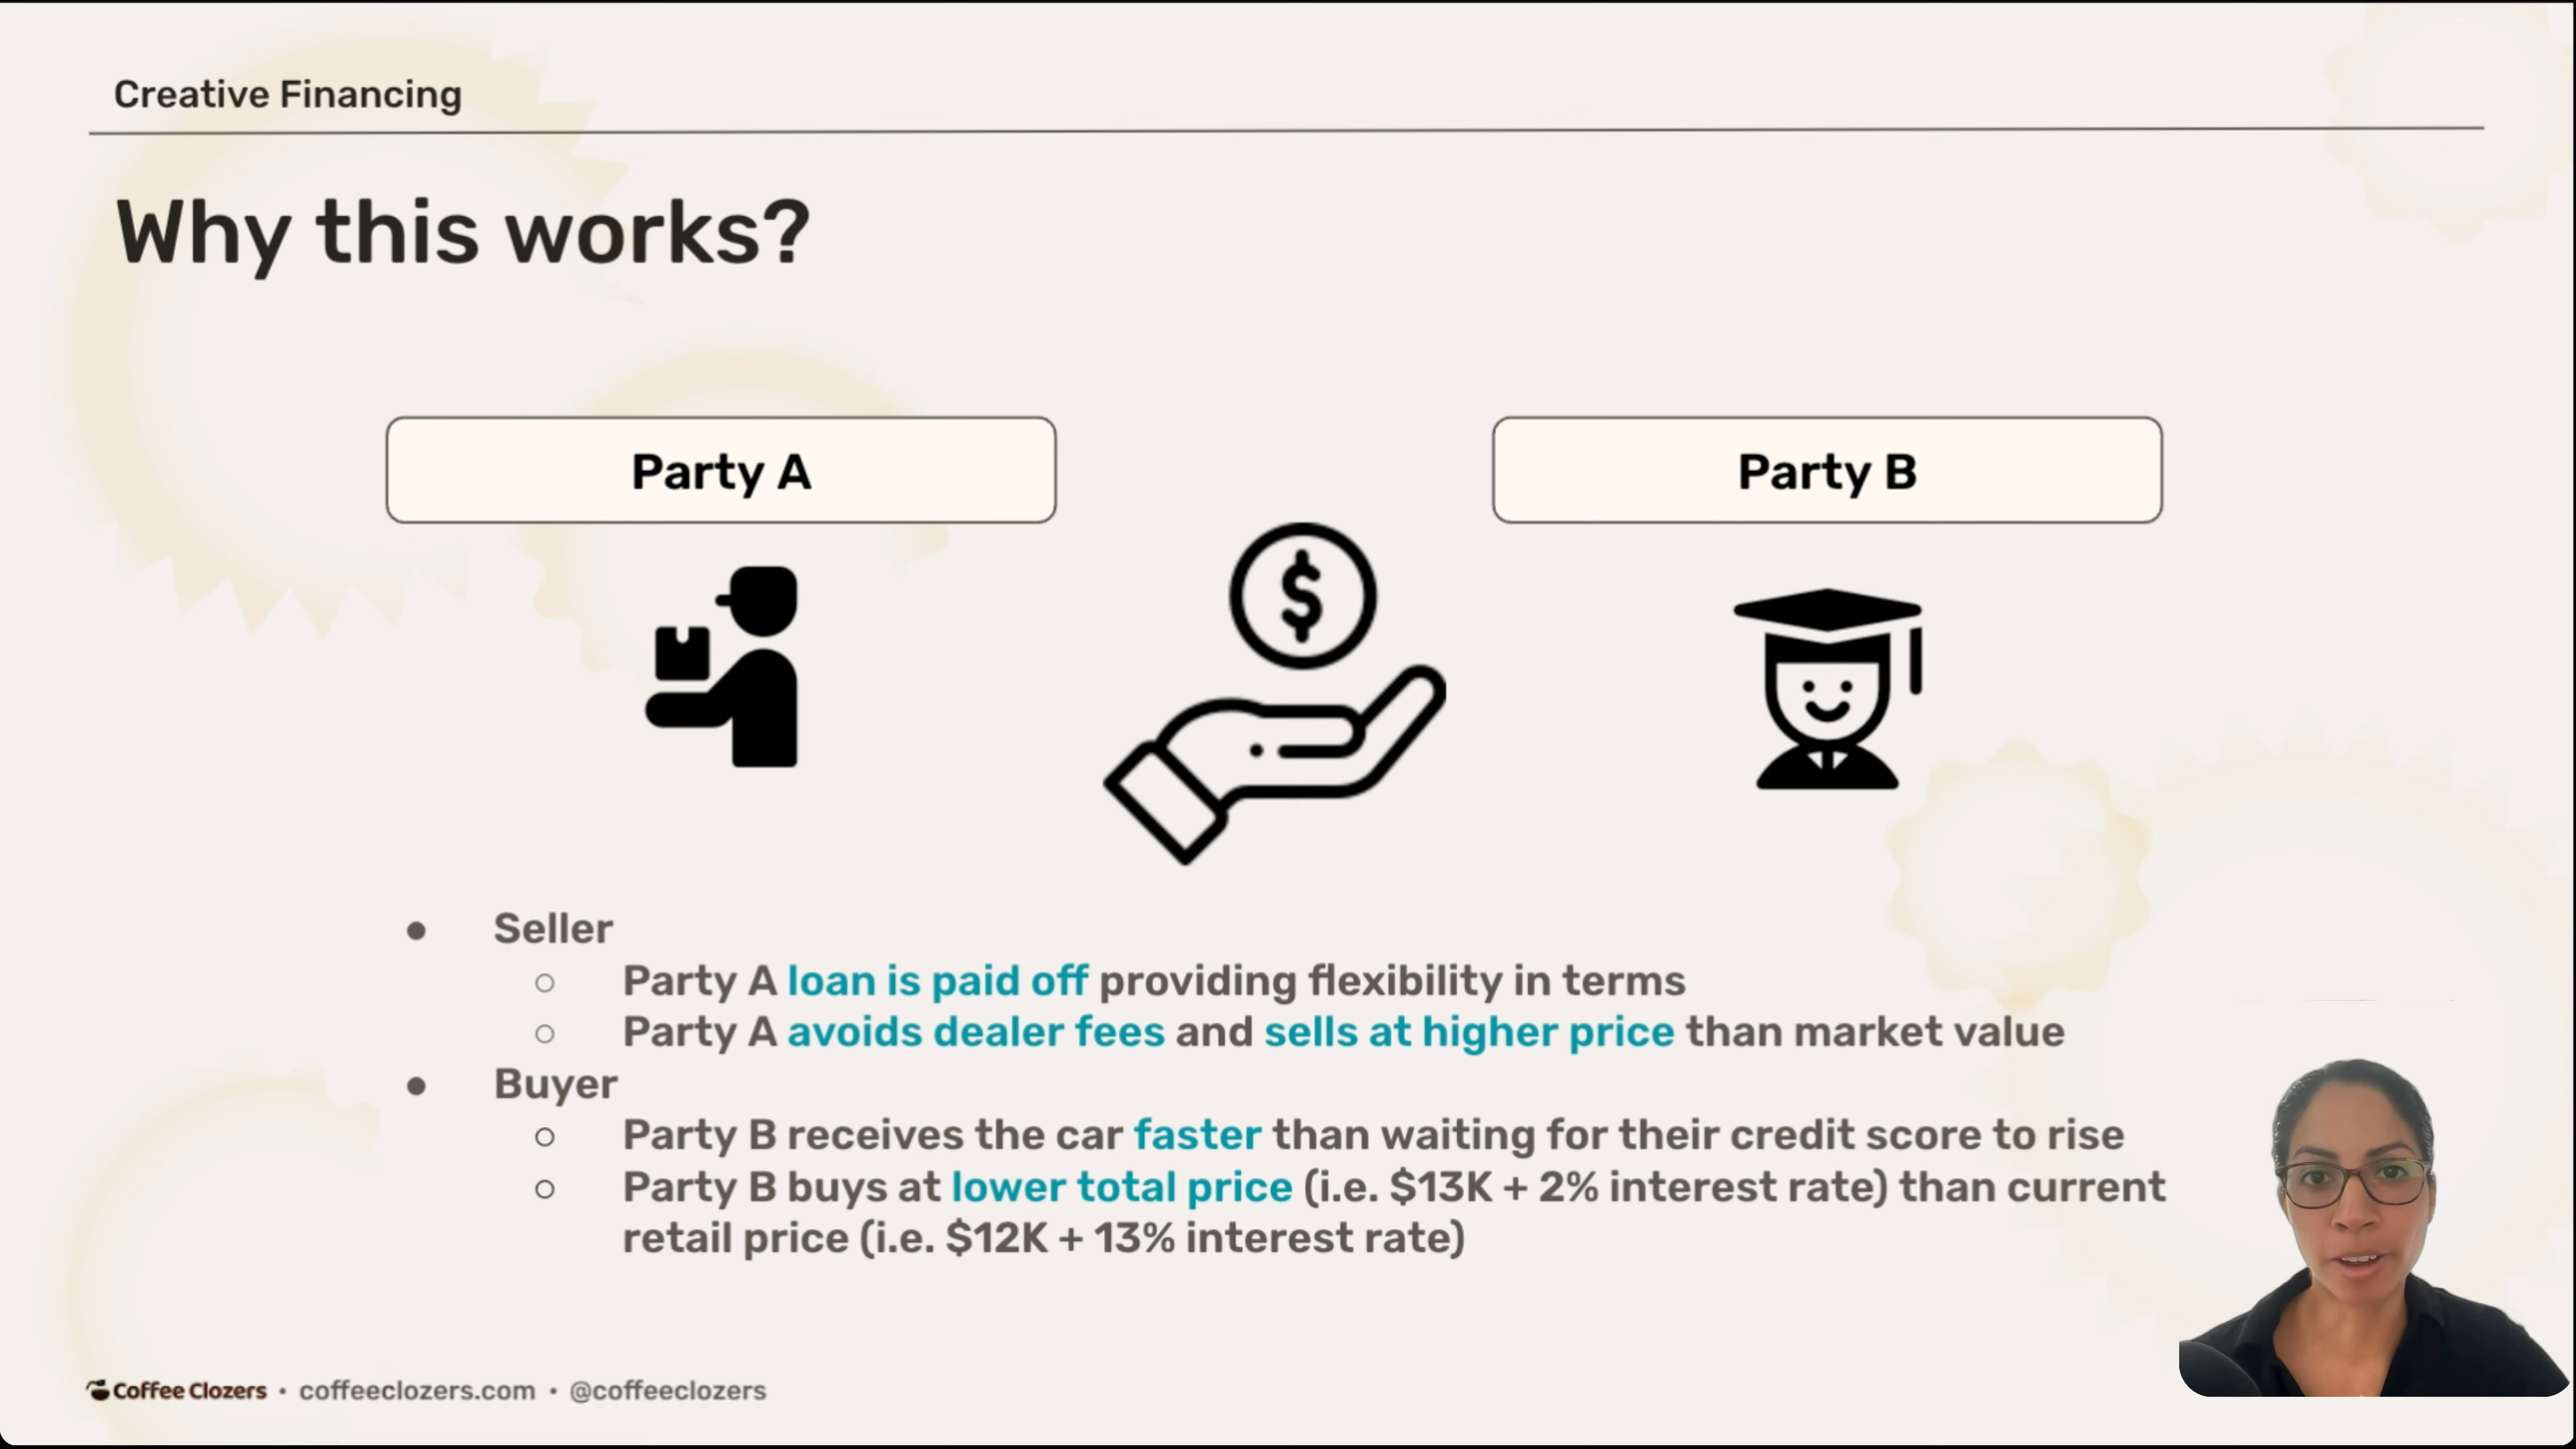 Creative Financing
Why this works?
Party A
Party B
$
● Seller
○ Party A loan is paid off providing flexibility in terms
○ Party A avoids dealer fees and sells at higher price than market value
● Buyer
○ Party B receives the car faster than waiting for their credit score to rise
○ Party B buys at lower total price (i.e. $13K + 2% interest rate) than current
retail price (i.e. $12K + 13% interest rate)
Coffee Clozers • coffeeclozers.com • @coffeeclozers